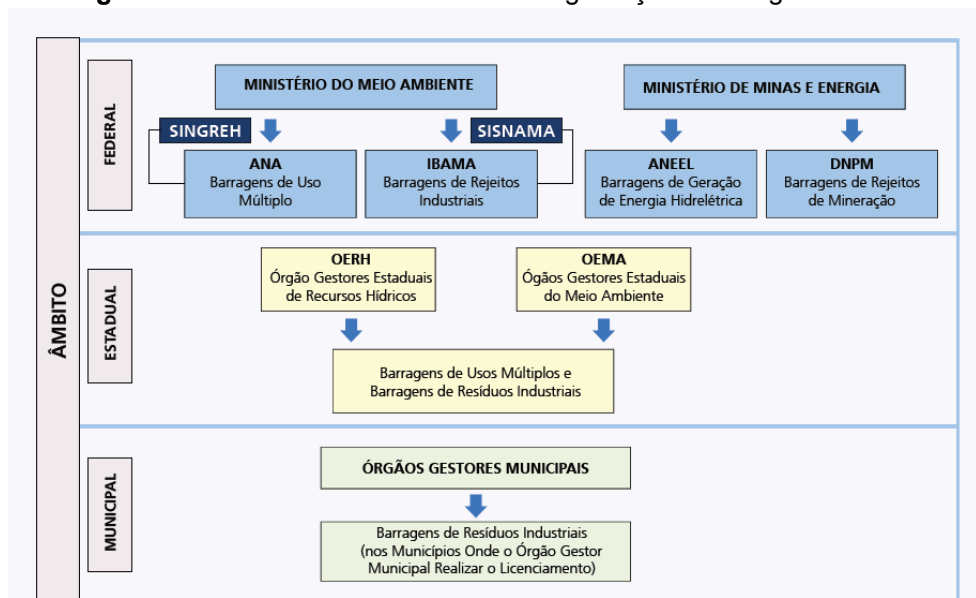 MINISTÉRIO DO MEIO AMBIENTE
MINISTÉRIO DE MINAS E ENERGIA
SINGREH
SISNAMA
ANA
Barragens de Uso
Múltiplo
IBAMA
Barragens de Rejeitos
Industriais
ANEEL
Barragens de Geração
de Energia Hidrelétrica
DNPM
Barragens de Rejeitos
de Mineração
FEDERAL
ÂMBITO
ESTADUAL
OERH
Órgão Gestores Estaduais
de Recursos Hídricos
OEMA
Ógãos Gestores Estaduais
do Meio Ambiente
Barragens de Usos Múltiplos e
Barragens de Resíduos Industriais
MUNICIPAL
ÓRGÃOS GESTORES MUNICIPAIS
Barragens de Resíduos Industriais
(nos Municípios Onde o Órgão Gestor
Municipal Realizar o Licenciamento)